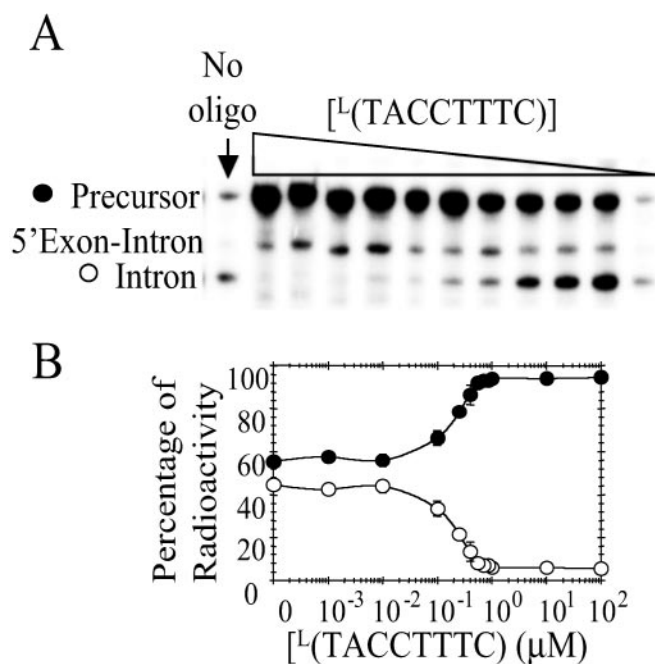 A
No
oligo
[ᴸ(TACCTTTC)]
● Precursor
5'Exon-Intron
○ Intron
B
Percentage of
Radioactivity
100
80
60
40
20
0
0 10⁻³ 10⁻² 10⁻¹ 10⁰ 10¹ 10²
[ᴸ(TACCTTTC) (μM)